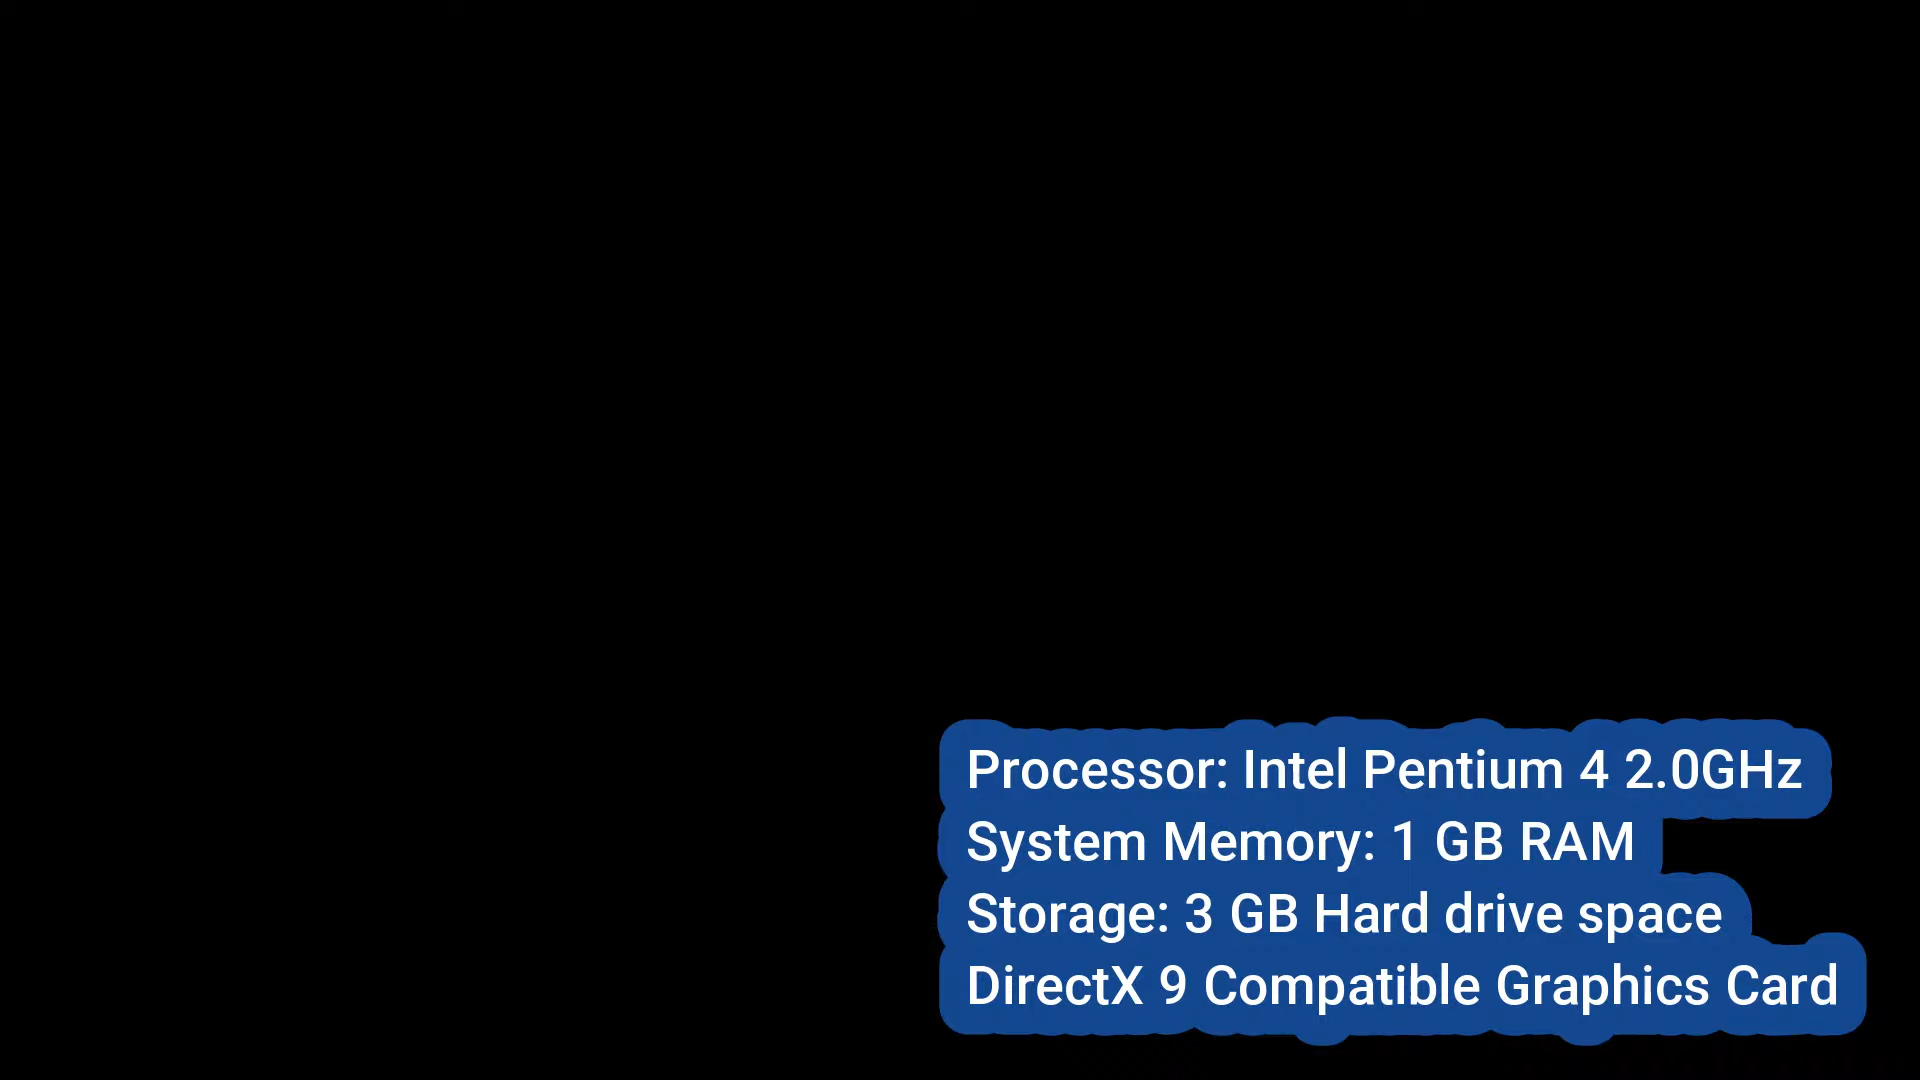 Processor: Intel Pentium 4 2.0GHz
System Memory: 1 GB RAM
Storage: 3 GB Hard drive space
DirectX 9 Compatible Graphics Card